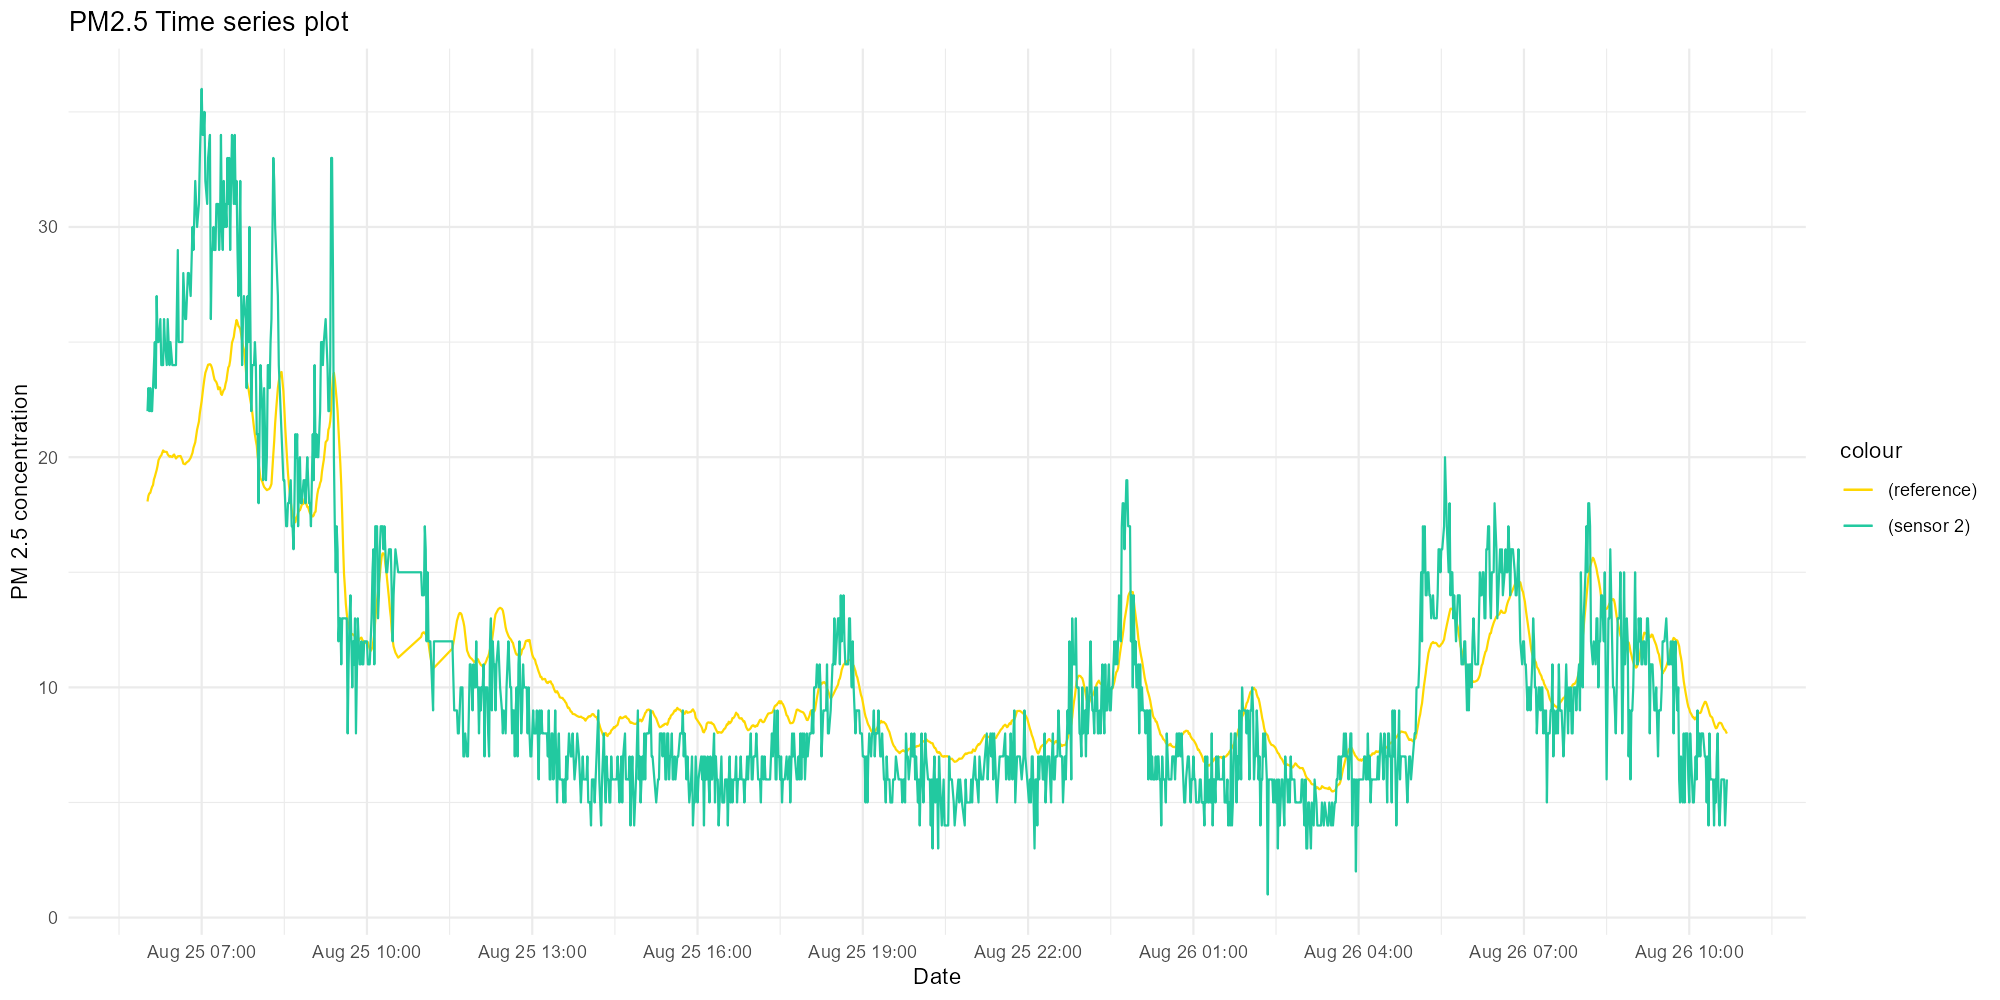 PM2.5 Time series plot
PM 2.5 concentration
30
20
10
0
Aug 25 07:00
Aug 25 10:00
Aug 25 13:00
Aug 25 16:00
Aug 25 19:00
Aug 25 22:00
Aug 26 01:00
Aug 26 04:00
Aug 26 07:00
Aug 26 10:00
Date
colour
(reference)
(sensor 2)